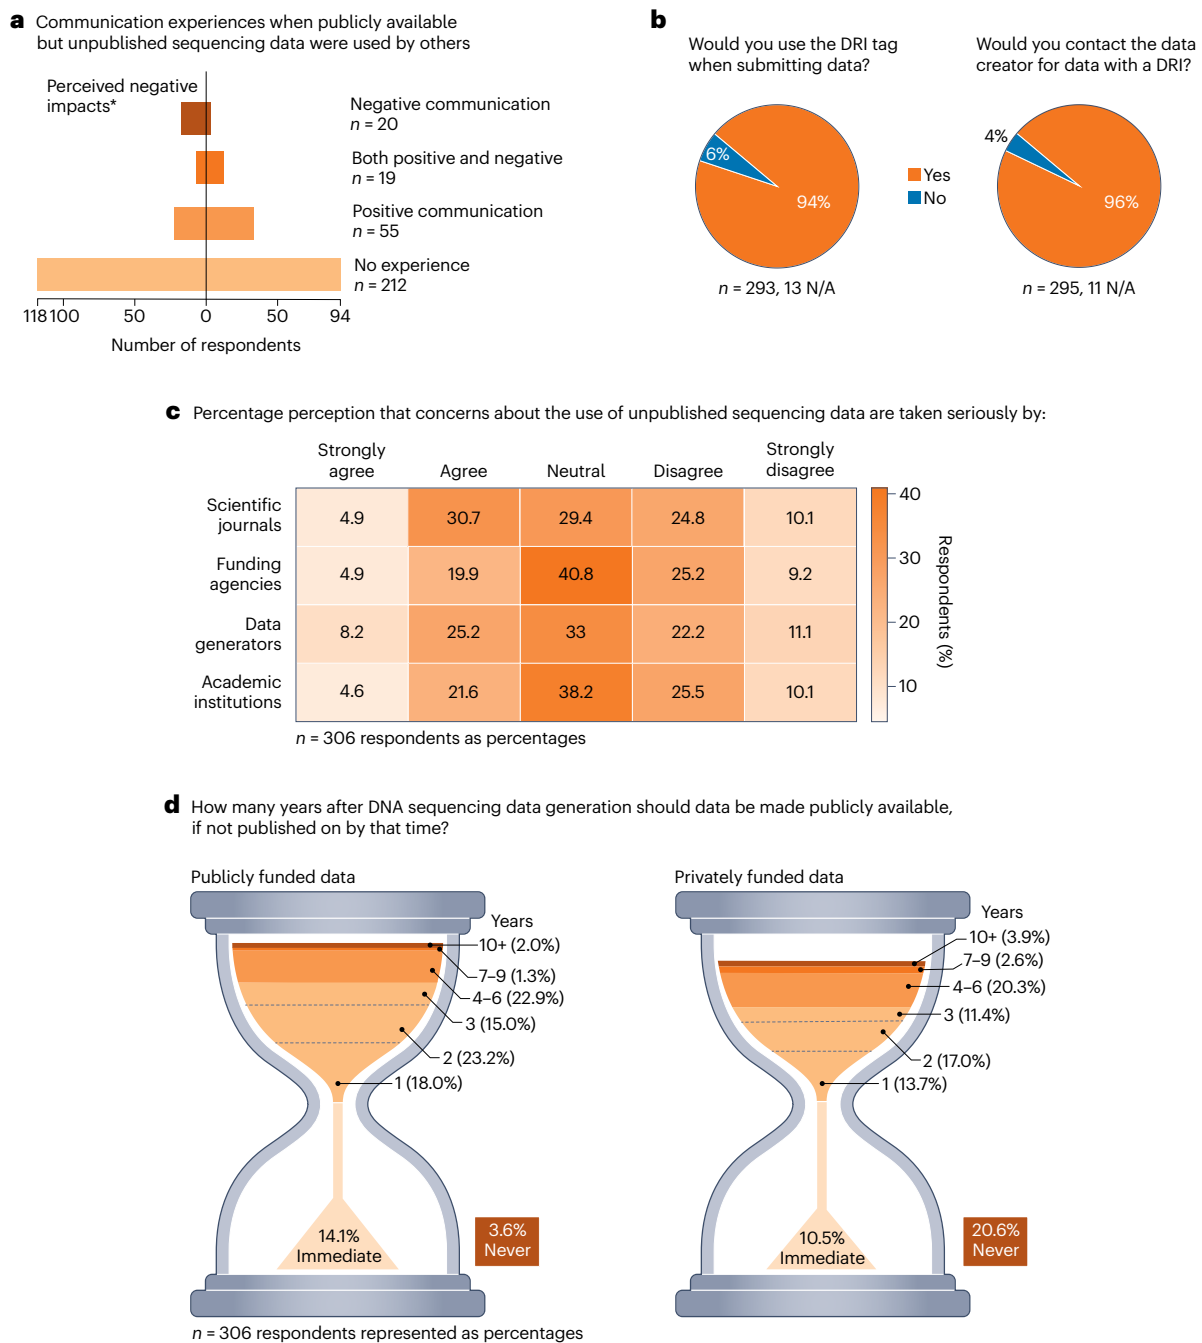 a Communication experiences when publicly available
but unpublished sequencing data were used by others
Perceived negative
impacts*
Negative communication
n = 20
Both positive and negative
n = 19
Positive communication
n = 55
No experience
n = 212
118 100 50 0 50 94
Number of respondents
b
Would you use the DRI tag
when submitting data?
6%
94%
n = 293, 13 N/A
Yes
No
Would you contact the data
creator for data with a DRI?
4%
96%
n = 295, 11 N/A
c Percentage perception that concerns about the use of unpublished sequencing data are taken seriously by:
Strongly
agree
Agree
Neutral
Disagree
Strongly
disagree
Scientific
journals
4.9 30.7 29.4 24.8 10.1
Funding
agencies
4.9 19.9 40.8 25.2 9.2
Data
generators
8.2 25.2 33 22.2 11.1
Academic
institutions
4.6 21.6 38.2 25.5 10.1
40
30
20
10
Respondents (%)
n = 306 respondents as percentages
d How many years after DNA sequencing data generation should data be made publicly available,
if not published on by that time?
Publicly funded data
Years
10+ (2.0%)
7–9 (1.3%)
4–6 (22.9%)
3 (15.0%)
2 (23.2%)
1 (18.0%)
14.1%
Immediate
3.6%
Never
Privately funded data
Years
10+ (3.9%)
7–9 (2.6%)
4–6 (20.3%)
3 (11.4%)
2 (17.0%)
1 (13.7%)
10.5%
Immediate
20.6%
Never
n = 306 respondents represented as percentages